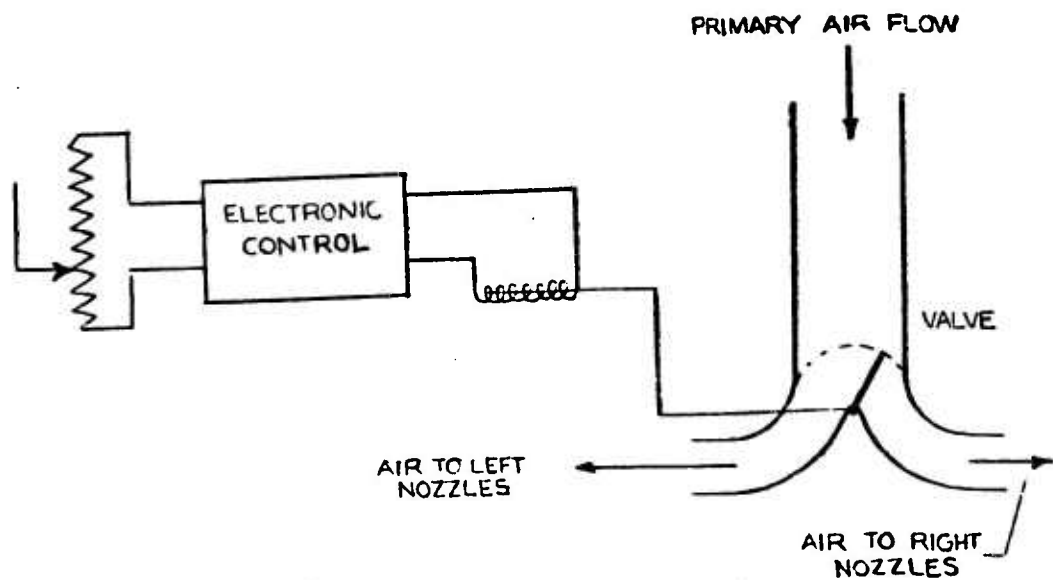 PRIMARY AIR FLOW
ELECTRONIC
CONTROL
VALVE
AIR TO LEFT
NOZZLES
AIR TO RIGHT
NOZZLES